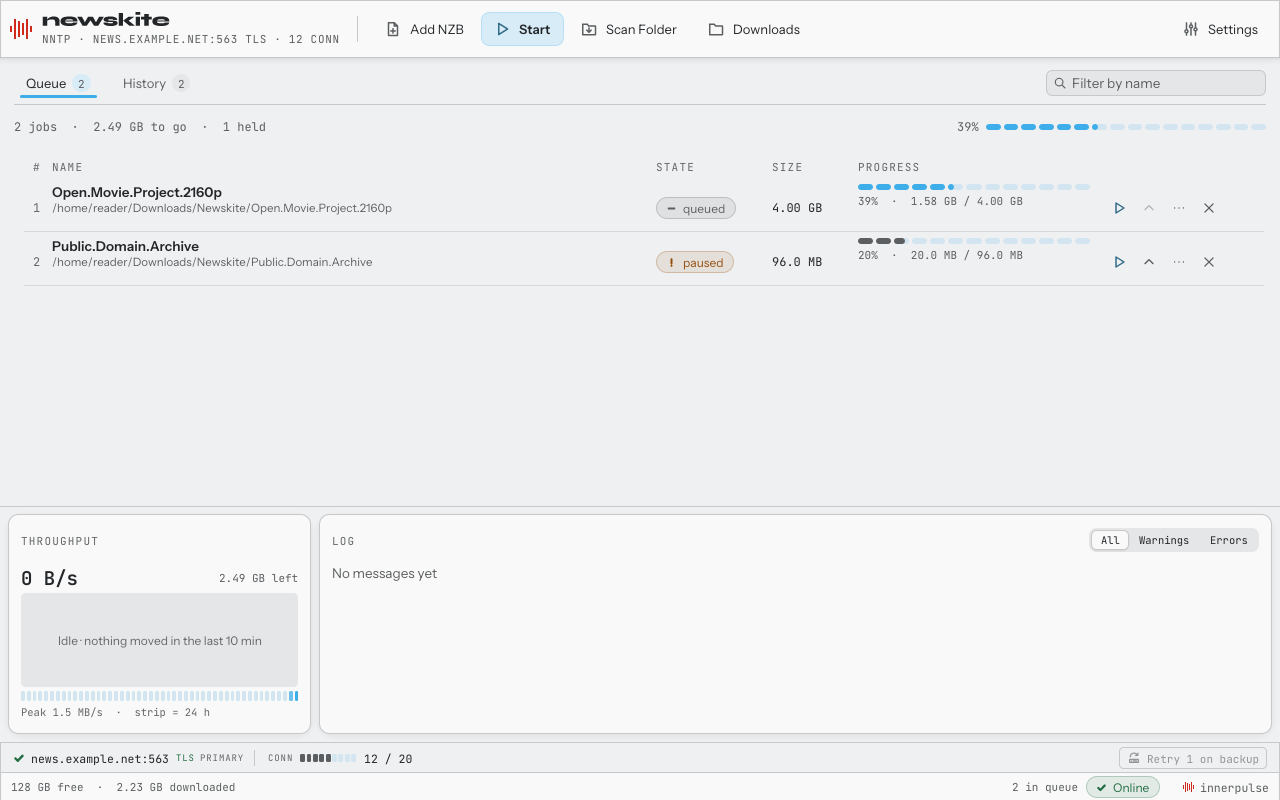 newskite
NNTP · NEWS.EXAMPLE.NET:563 TLS · 12 CONN
Add NZB
Start
Scan Folder
Downloads
Settings
Queue 2
History 2
Filter by name
2 jobs · 2.49 GB to go · 1 held
39%
# NAME STATE SIZE PROGRESS
Open.Movie.Project.2160p
1 /home/reader/Downloads/Newskite/Open.Movie.Project.2160p
queued
4.00 GB
39% · 1.58 GB / 4.00 GB
Public.Domain.Archive
2 /home/reader/Downloads/Newskite/Public.Domain.Archive
paused
96.0 MB
20% · 20.0 MB / 96.0 MB
THROUGHPUT
0 B/s
2.49 GB left
Idle · nothing moved in the last 10 min
Peak 1.5 MB/s · strip = 24 h
LOG
All Warnings Errors
No messages yet
news.example.net:563 TLS PRIMARY
CONN 12 / 20
Retry 1 on backup
128 GB free · 2.23 GB downloaded
2 in queue
Online
innerpulse